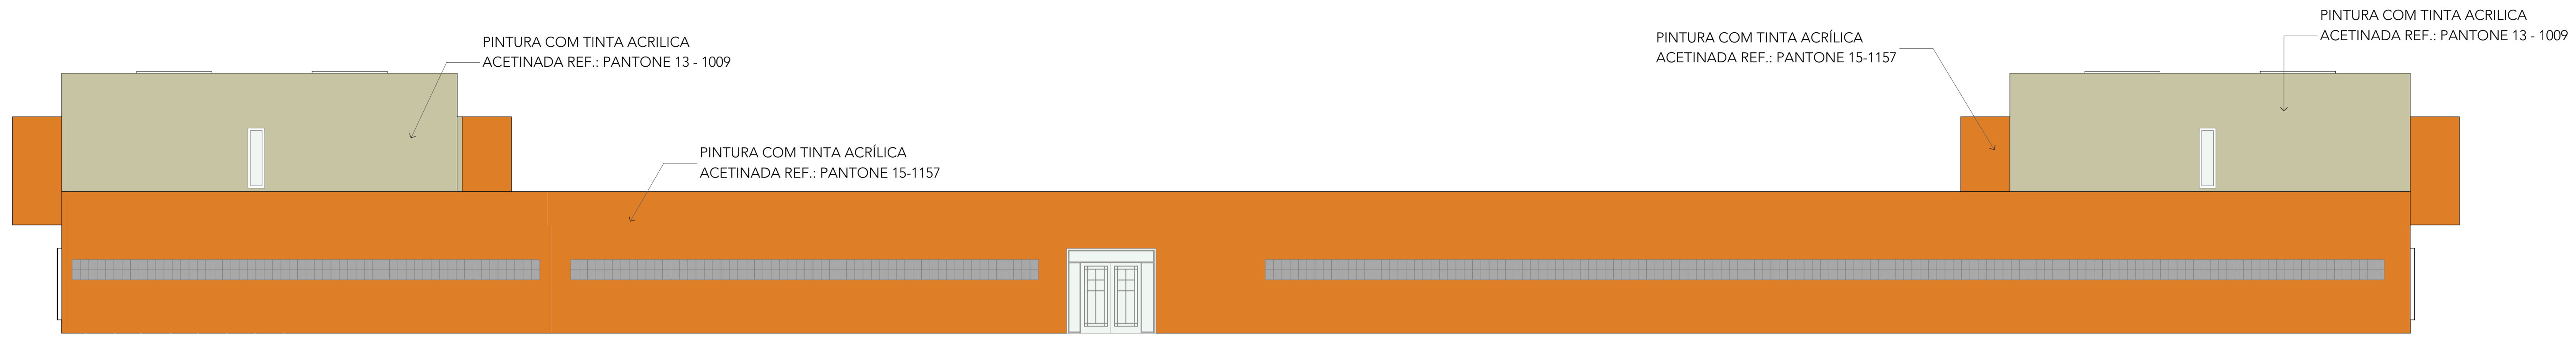 PINTURA COM TINTA ACRILICA
ACETINADA REF.: PANTONE 13 - 1009
PINTURA COM TINTA ACRÍLICA
ACETINADA REF.: PANTONE 15-1157
PINTURA COM TINTA ACRÍLICA
ACETINADA REF.: PANTONE 15-1157
PINTURA COM TINTA ACRILICA
ACETINADA REF.: PANTONE 13 - 1009